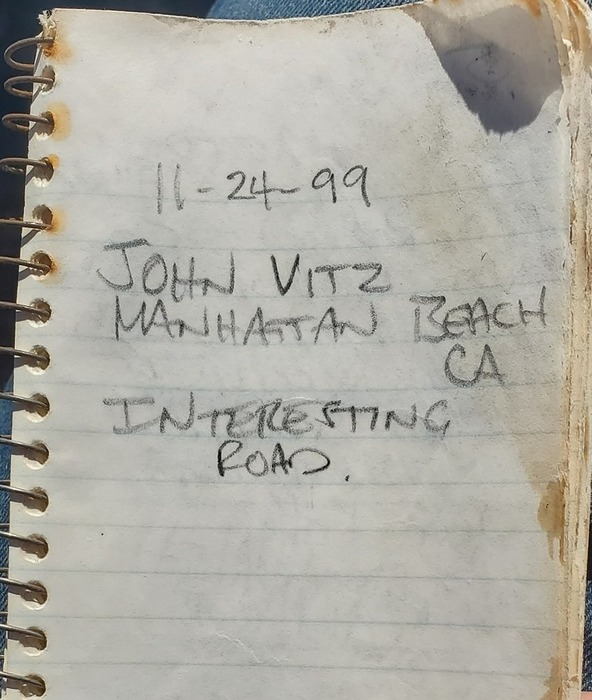 11-24-99
JOHN VITZ
MANHATTAN BEACH
CA
INTERESTING
ROAD.